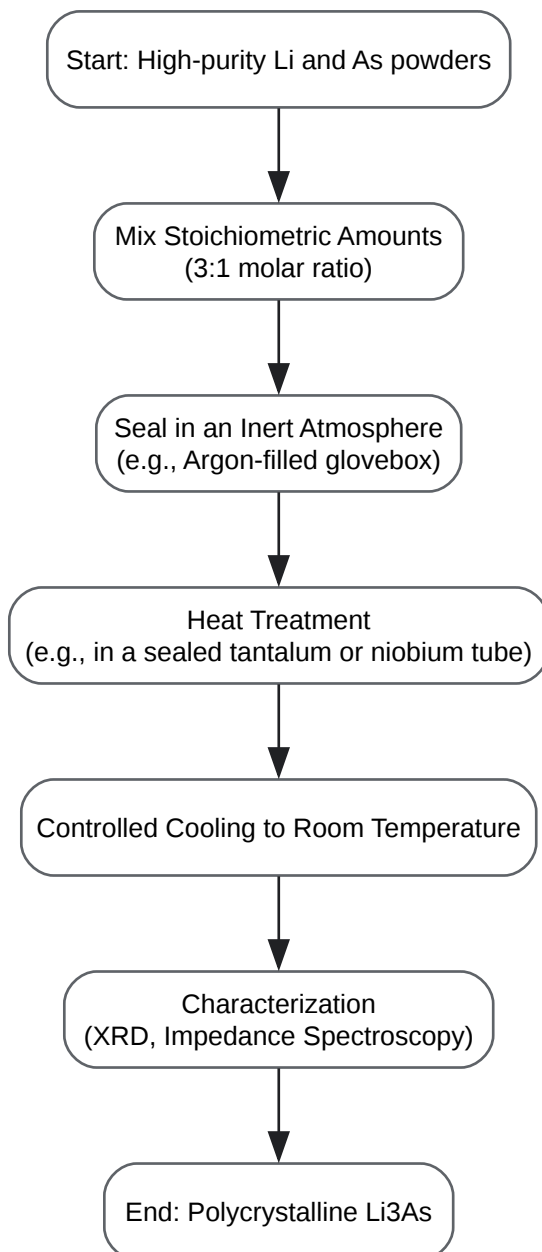 Start: High-purity Li and As powders
Mix Stoichiometric Amounts
(3:1 molar ratio)
Seal in an Inert Atmosphere
(e.g., Argon-filled glovebox)
Heat Treatment
(e.g., in a sealed tantalum or niobium tube)
Controlled Cooling to Room Temperature
Characterization
(XRD, Impedance Spectroscopy)
End: Polycrystalline Li3As